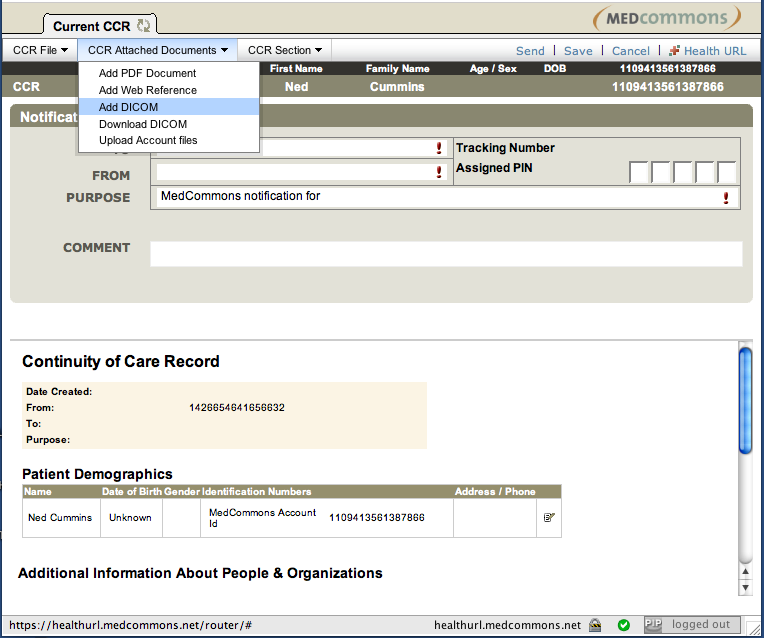 Current CCR
MEDcommons
CCR File CCR Attached Documents CCR Section Send | Save | Cancel | Health URL
Add PDF Document
Add Web Reference
Add DICOM
Download DICOM
Upload Account files
First Name Family Name Age / Sex DOB 1109413561387866
CCR Ned Cummins 1109413561387866
Notificat
Tracking Number
FROM Assigned PIN
PURPOSE MedCommons notification for
COMMENT
Continuity of Care Record
Date Created:
From: 1426654641656632
To:
Purpose:
Patient Demographics
Name Date of Birth Gender Identification Numbers Address / Phone
Ned Cummins Unknown MedCommons Account Id 1109413561387866
Additional Information About People & Organizations
https://healthurl.medcommons.net/router/# healthurl.medcommons.net PIP logged out